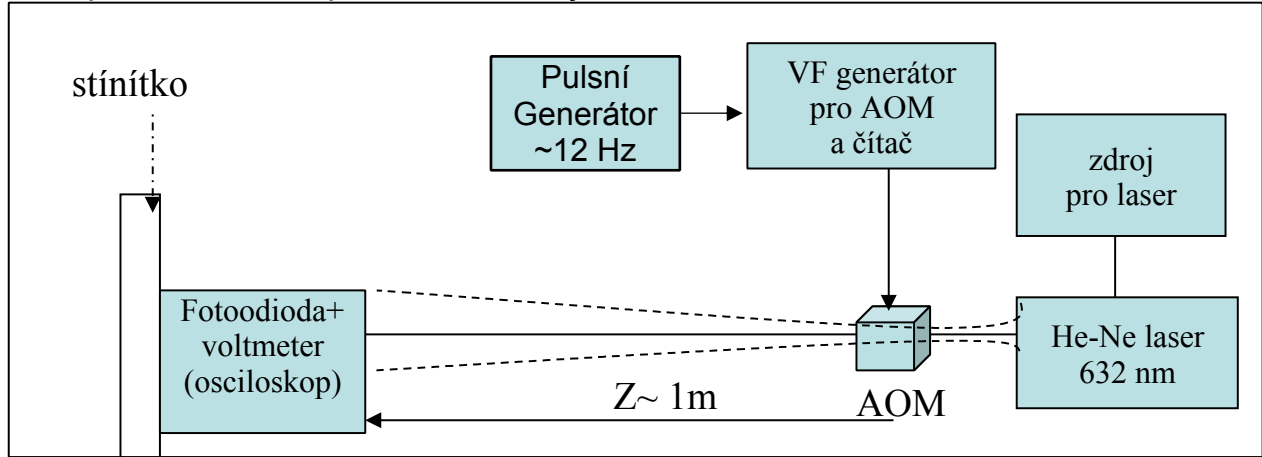 stínítko
Pulsní
Generátor
~12 Hz
VF generátor
pro AOM
a čítač
zdroj
pro laser
Fotoodioda+
voltmeter
(osciloskop)
He-Ne laser
632 nm
Z~ 1m
AOM